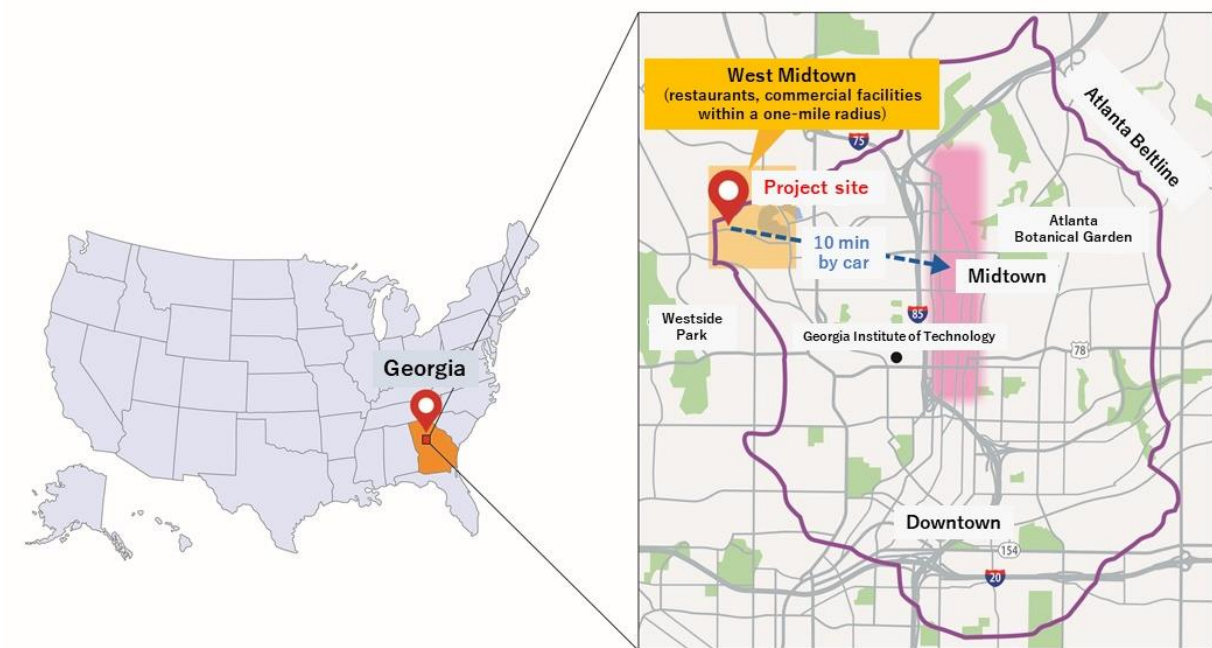 Georgia
West Midtown
(restaurants, commercial facilities
within a one-mile radius)
75
Atlanta Beltline
Project site
10 min
by car
Atlanta
Botanical Garden
Midtown
Westside
Park
85
Georgia Institute of Technology
78
Downtown
154
20